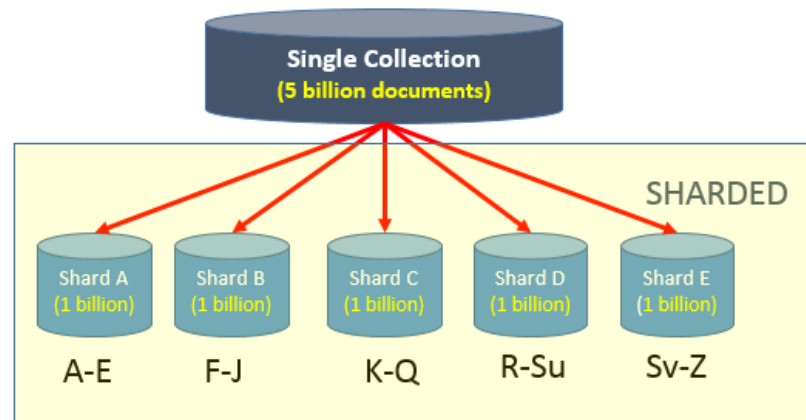 Single Collection
(5 billion documents)
SHARDED
Shard A
(1 billion)
Shard B
(1 billion)
Shard C
(1 billion)
Shard D
(1 billion)
Shard E
(1 billion)
A-E
F-J
K-Q
R-Su
Sv-Z